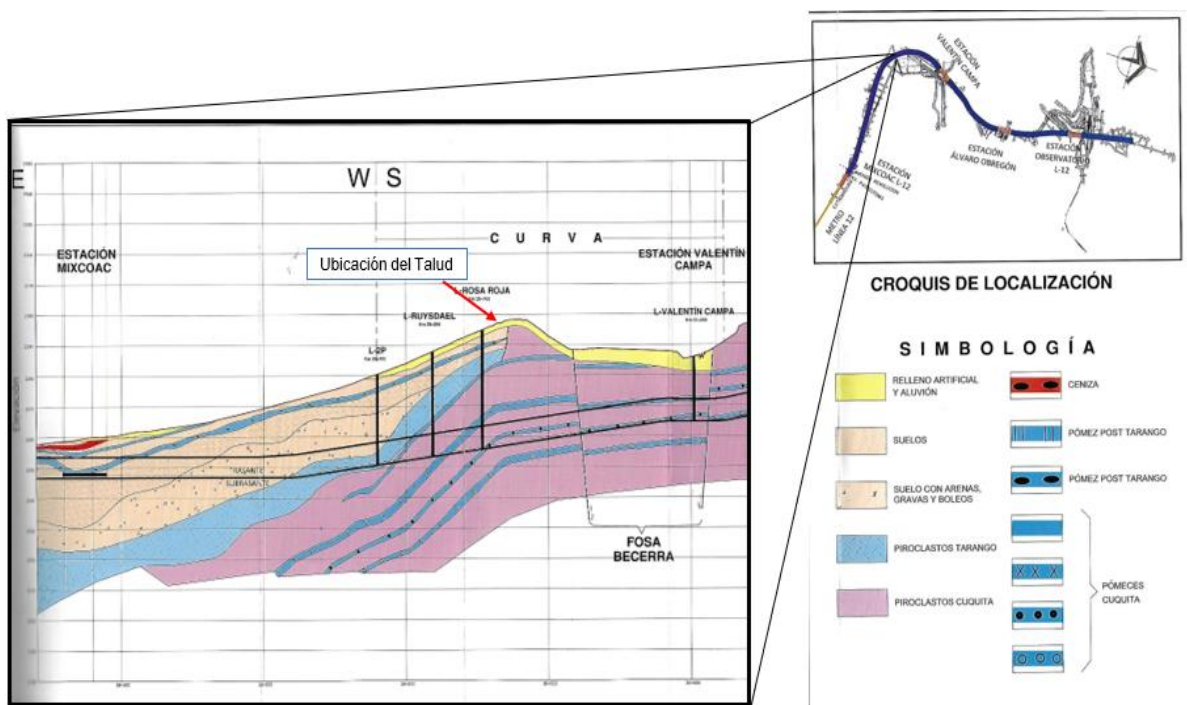 E
W S
C U R V A
ESTACIÓN
MIXCOAC
Ubicación del Talud
ESTACIÓN VALENTÍN
CAMPA
L-ROSA ROJA
L-RUYSDAEL
L-VALENTÍN CAMPA
L-2P
RASANTE
SUBRASANTE
FOSA
BECERRA
ESTACIÓN
VALENTÍN CAMPA
ESTACIÓN
ÁLVARO OBREGÓN
ESTACIÓN
OBSERVATORIO
L-12
ESTACIÓN
MIXCOAC L-12
METRO
LÍNEA 12
CROQUIS DE LOCALIZACIÓN
S I M B O L O G Í A
RELLENO ARTIFICIAL
Y ALUVIÓN
CENIZA
SUELOS
PÓMEZ POST TARANGO
SUELO CON ARENAS,
GRAVAS Y BOLEOS
PÓMEZ POST TARANGO
PIROCLASTOS TARANGO
PIROCLASTOS CUQUITA
PÓMECES
CUQUITA